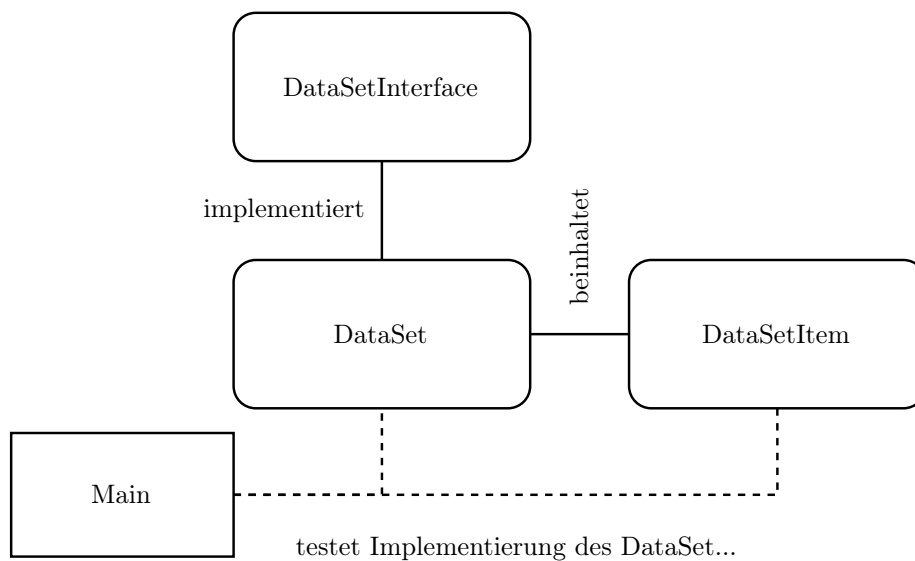 DataSetInterface
implementiert
beinhaltet
DataSet
DataSetItem
Main
testet Implementierung des DataSet...